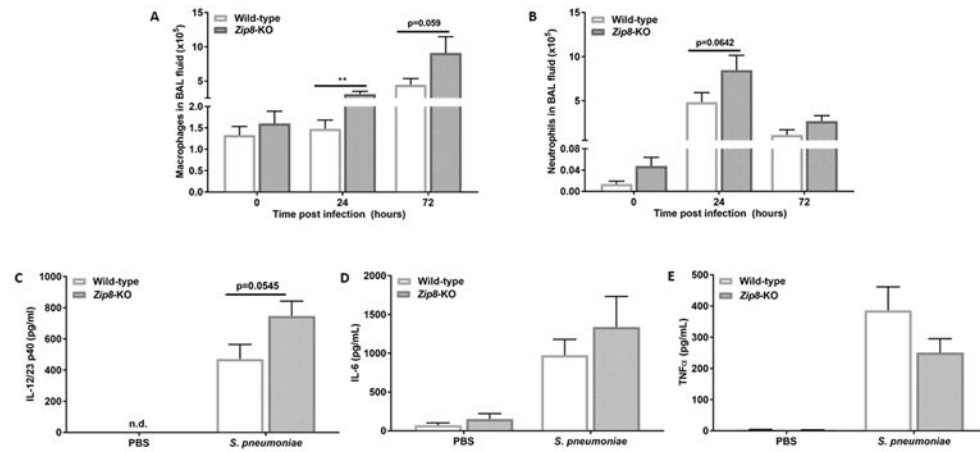 A
Wild-type
Zip8-KO
Macrophages in BAL fluid (x10⁵)
15
10
5
2.0
1.5
1.0
0.5
0.0
**
p=0.059
0
24
72
Time post infection (hours)
B
Wild-type
Zip8-KO
Neutrophils in BAL fluid (x10⁵)
15
10
5
0.08
0.04
0.00
p=0.0642
0
24
72
Time post infection (hours)
C
Wild-type
Zip8-KO
IL-12/23 p40 (pg/ml)
1000
800
600
400
200
0
p=0.0545
n.d.
PBS
S. pneumoniae
D
Wild-type
Zip8-KO
IL-6 (pg/mL)
2000
1500
1000
500
0
PBS
S. pneumoniae
E
Wild-type
Zip8-KO
TNFα (pg/mL)
500
400
300
200
100
0
PBS
S. pneumoniae